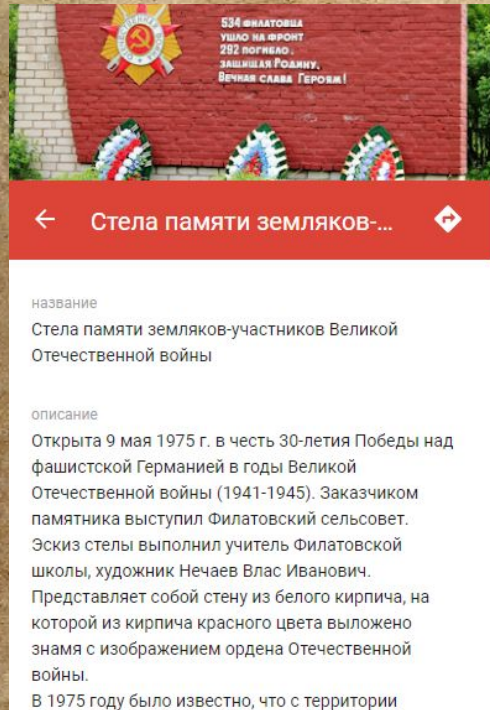 534 филатовца
ушло на фронт
292 погибло,
защищая Родину.
Вечная слава Героям!
Стела памяти земляков-...
название
Стела памяти земляков-участников Великой
Отечественной войны
описание
Открыта 9 мая 1975 г. в честь 30-летия Победы над
фашистской Германией в годы Великой
Отечественной войны (1941-1945). Заказчиком
памятника выступил Филатовский сельсовет.
Эскиз стелы выполнил учитель Филатовской
школы, художник Нечаев Влас Иванович.
Представляет собой стену из белого кирпича, на
которой из кирпича красного цвета выложено
знамя с изображением ордена Отечественной
войны.
В 1975 году было известно, что с территории